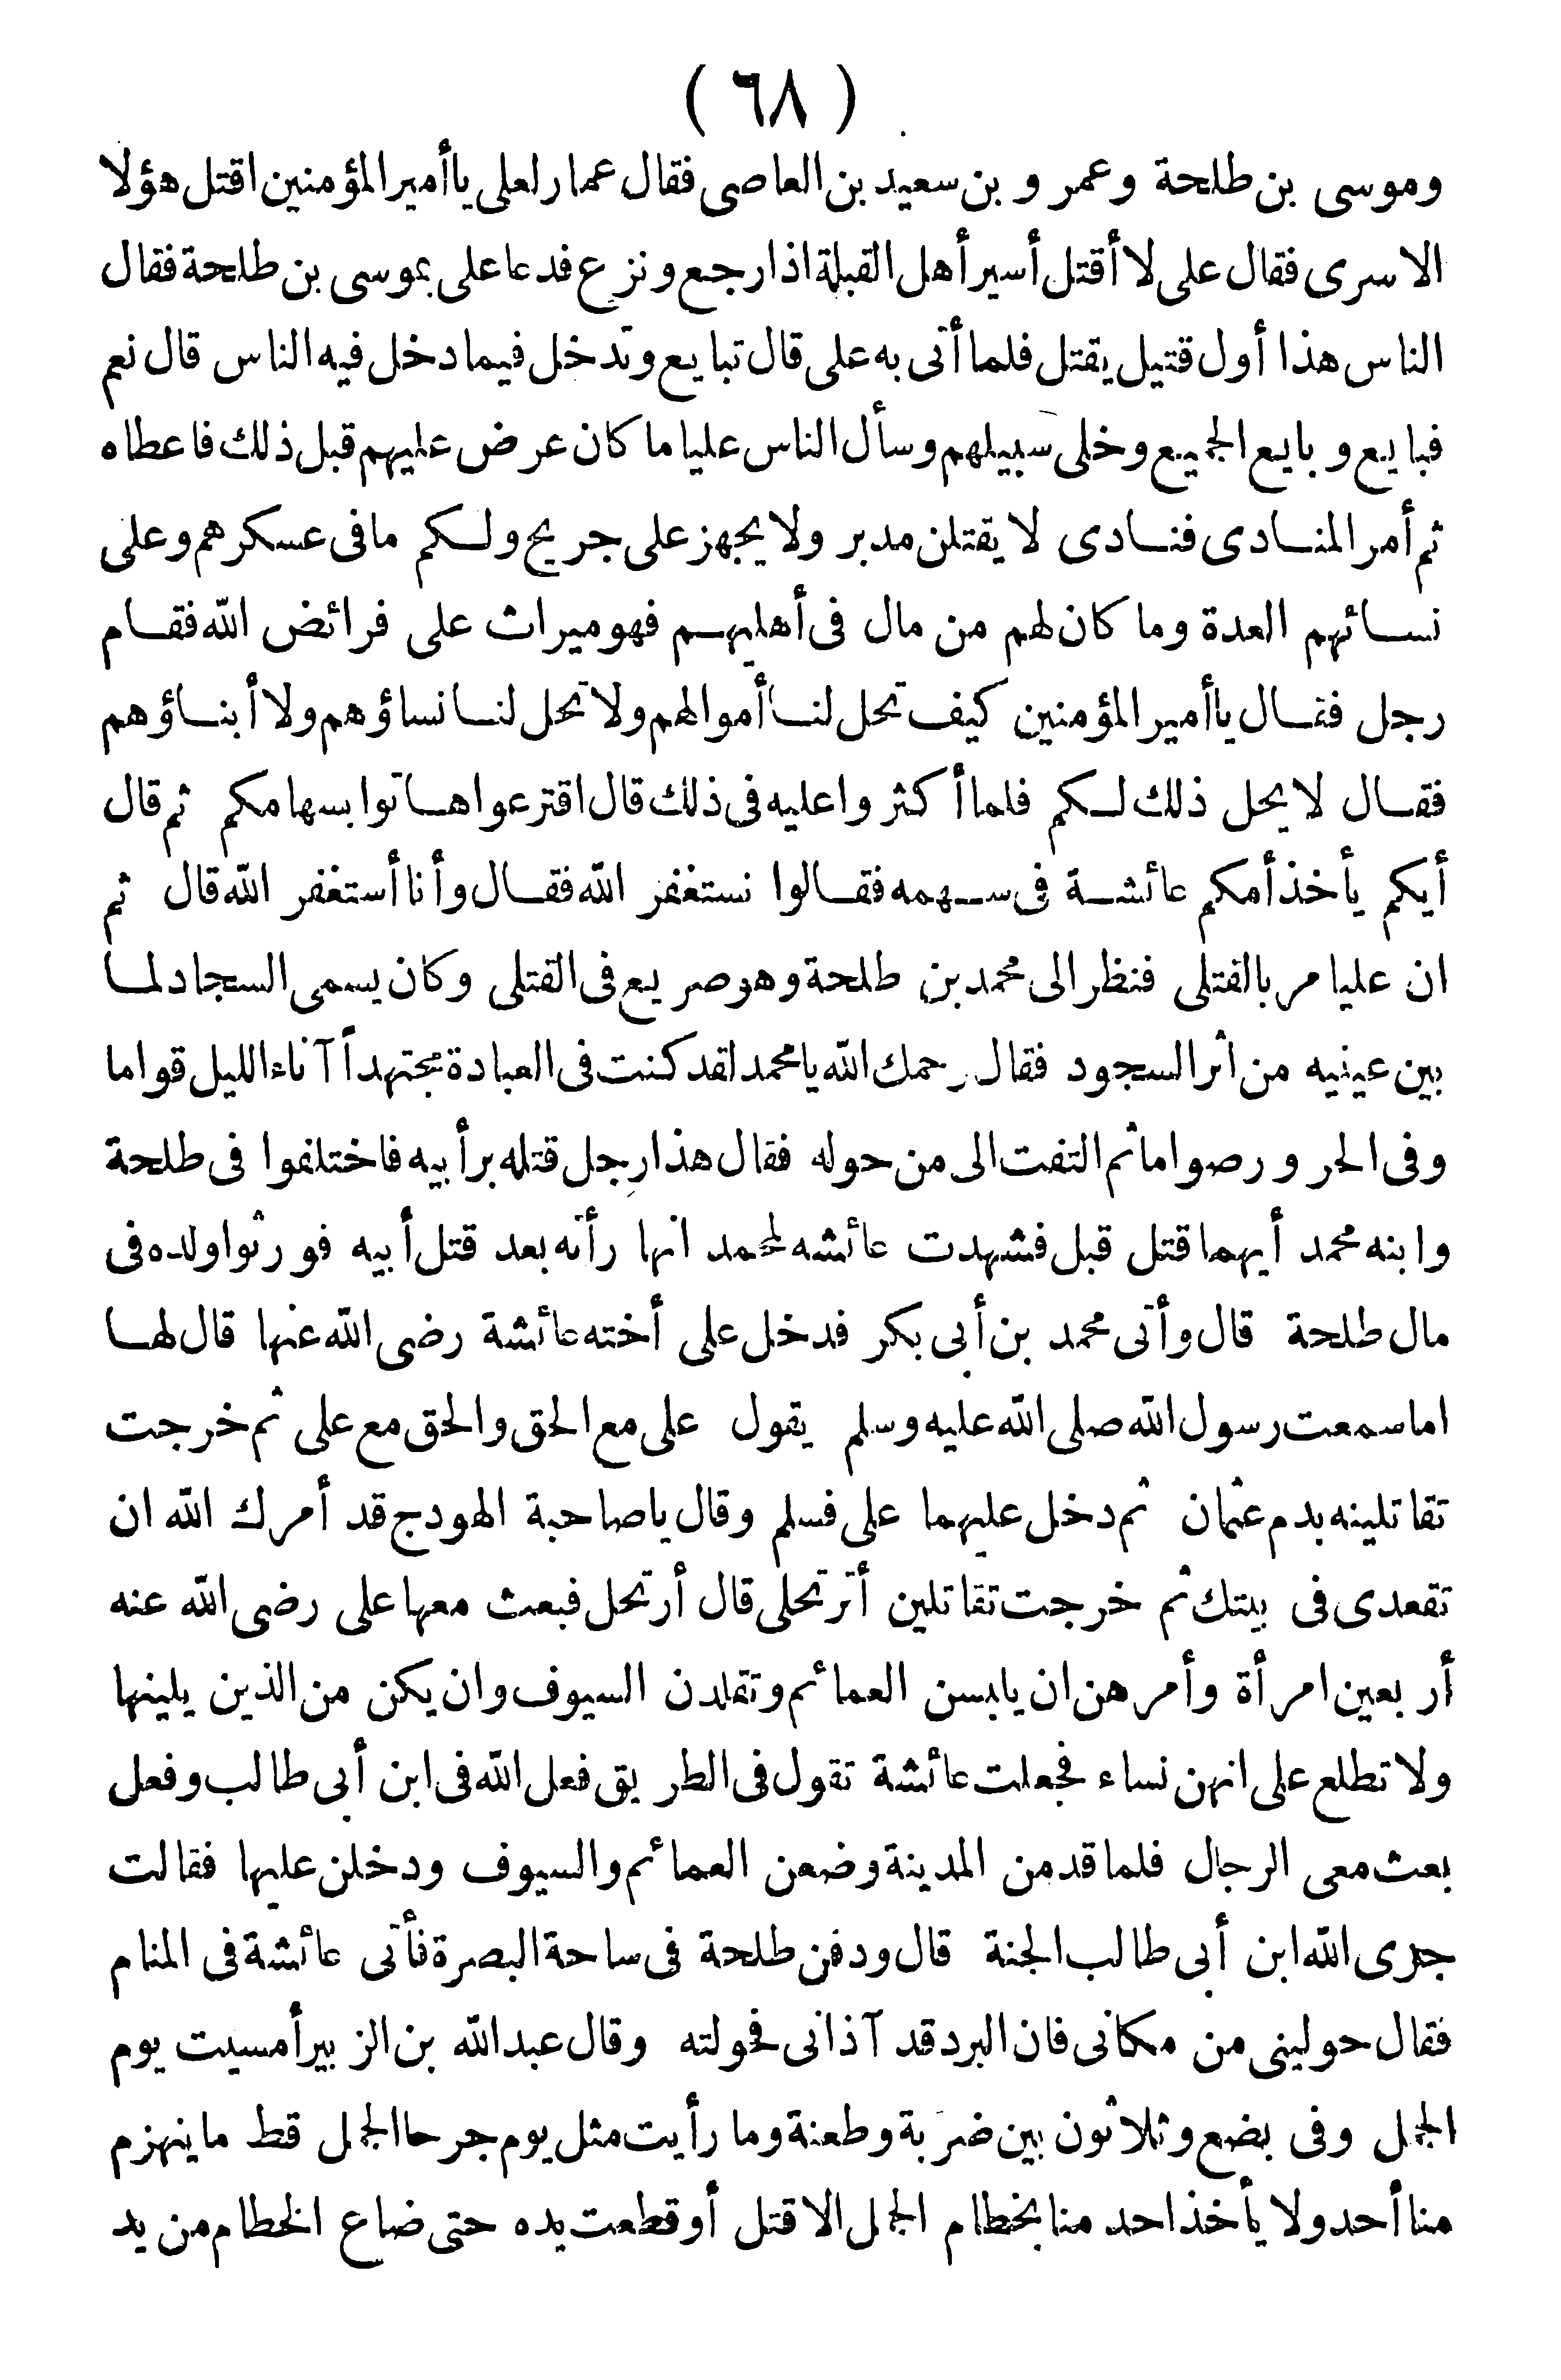 ( ٦٨ )
وموسى بن طلحة وعمرو بن سعيد بن العاصى فقال عمار لعلى يا أمير المؤمنين اقتل هؤلا
الاسرى فقال على لا أقتل أسير أهل القبلة اذا رجع ونزع فدعا على بموسى بن طلحة فقال
الناس هذا أول قتيل يقتل فلما أتى به على قال تبايع وتدخل فيما دخل فيه الناس قال نعم
فبايع وبايع الجميع وخلى سبيلهم وسأل الناس عليا ما كان عرض عليهم قبل ذلك فاعطاه
ثم أمر المنادى فنادى لا يقتلن مدبر ولا يجهز على جريح ولكم ما فى عسكرهم وعلى
نسائهم العدة وما كان لهم من مال فى أهليهم فهو ميراث على فرائض الله فقام
رجل فقال يا أمير المؤمنين كيف تحل لنا أموالهم ولا تحل لنا نساؤهم ولا أبناؤهم
فقال لا يحل ذلك لكم فلما أكثر وا عليه فى ذلك قال اقترعوا هاتوا بسهامكم ثم قال
أيكم يأخذ أمكم عائشة فى سهمه فقالوا نستغفر الله فقال وأنا أستغفر الله قال ثم
ان عليا مر بالقتلى فنظر الى محمد بن طلحة وهو صريع فى القتلى وكان يسمى السجاد لما
بين عينيه من اثر السجود فقال رحمك الله يا محمد لقد كنت فى العبادة مجتهدا آناء الليل قواما
وفى الحرور صواما ثم التفت الى من حوله فقال هذا رجل قتله بر أبيه فاختلفوا فى طلحة
وابنه محمد أيهما قتل قبل فشهدت عائشه لمحمد انها رأته بعد قتل أبيه فورثوا ولده فى
مال طلحة قال وأتى محمد بن أبى بكر فدخل على أخته عائشة رضى الله عنها قال لها
اما سمعت رسول الله صلى الله عليه وسلم يقول على مع الحق والحق مع على ثم خرجت
تقاتلينه بدم عثمان ثم دخل عليهما على فسلم وقال يا صاحبة الهودج قد أمرك الله ان
تقعدى فى بيتك ثم خرجت تقاتلين أترتحلى قال أرتحل فبعث معها على رضى الله عنه
أربعين امرأة وأمرهن ان يلبسن العمائم وتقلدن السيوف وان يكن من الذين يلينها
ولا تطلع على انهن نساء فجعلت عائشة تقول فى الطريق فعل الله فى ابن أبى طالب وفعل
بعث معى الرجال فلما قدمن المدينة وضعن العمائم والسيوف ودخلن عليها فقالت
جزى الله ابن أبى طالب الجنة قال ودفن طلحة فى ساحة البصرة فأتى عائشة فى المنام
فقال حولينى من مكانى فان البرد قد آذانى فحولته وقال عبد الله بن الزبير أمسيت يوم
الجمل وفى بضع وثلاثون بين ضربة وطعنة وما رأيت مثل يوم جرحا الجمل قط ما ينهزم
منا أحد ولا يأخذ احد منا بخطام الجمل الا قتل أو قطعت يده حتى ضاع الخطام من يد